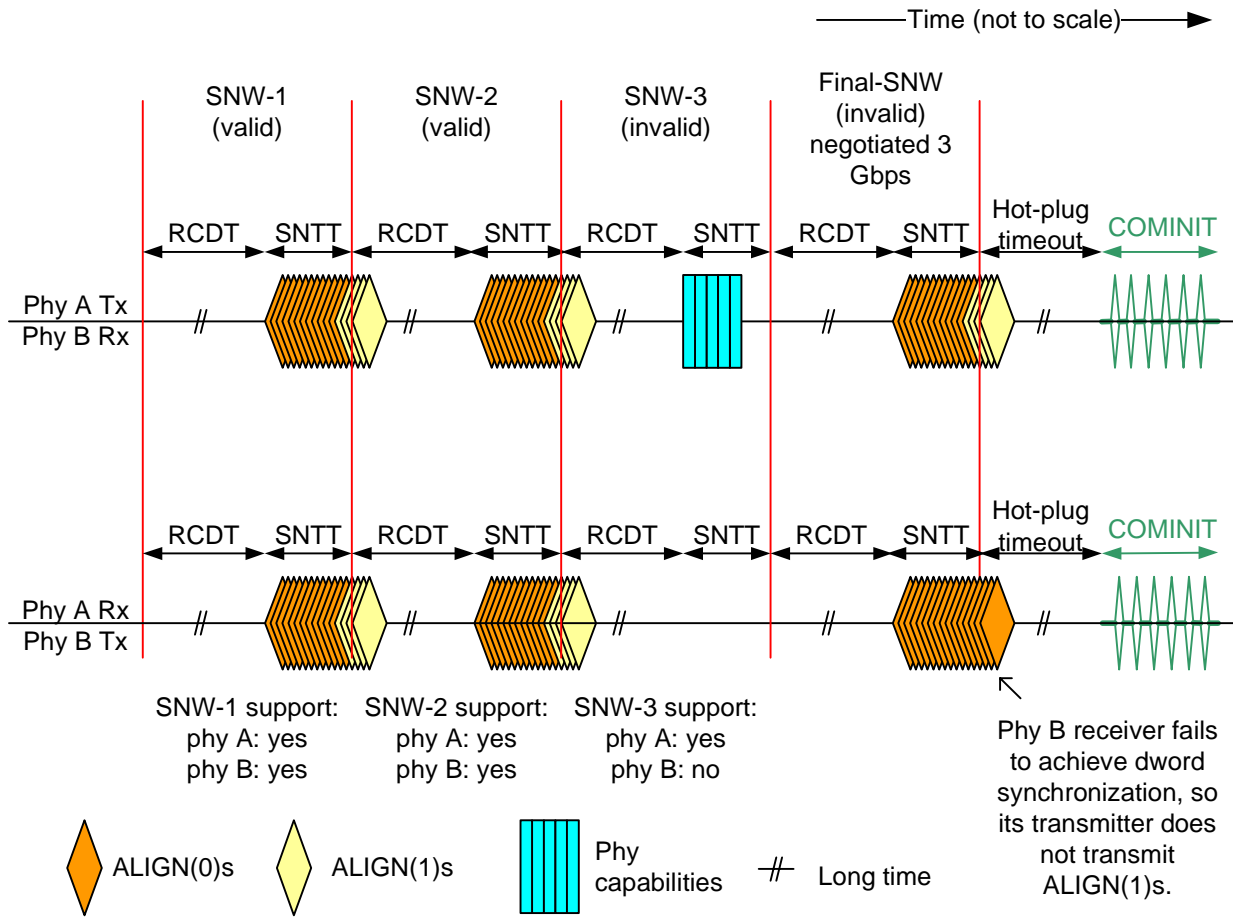 Time (not to scale)
SNW-1
(valid)
SNW-2
(valid)
SNW-3
(invalid)
Final-SNW
(invalid)
negotiated 3
Gbps
RCDT
SNTT
RCDT
SNTT
RCDT
SNTT
RCDT
SNTT
Hot-plug
timeout
COMINIT
Phy A Tx
Phy B Rx
RCDT
SNTT
RCDT
SNTT
RCDT
SNTT
RCDT
SNTT
Hot-plug
timeout
COMINIT
Phy A Rx
Phy B Tx
SNW-1 support:
phy A: yes
phy B: yes
SNW-2 support:
phy A: yes
phy B: yes
SNW-3 support:
phy A: yes
phy B: no
Phy B receiver fails
to achieve dword
synchronization, so
its transmitter does
not transmit
ALIGN(1)s.
ALIGN(0)s
ALIGN(1)s
Phy
capabilities
Long time